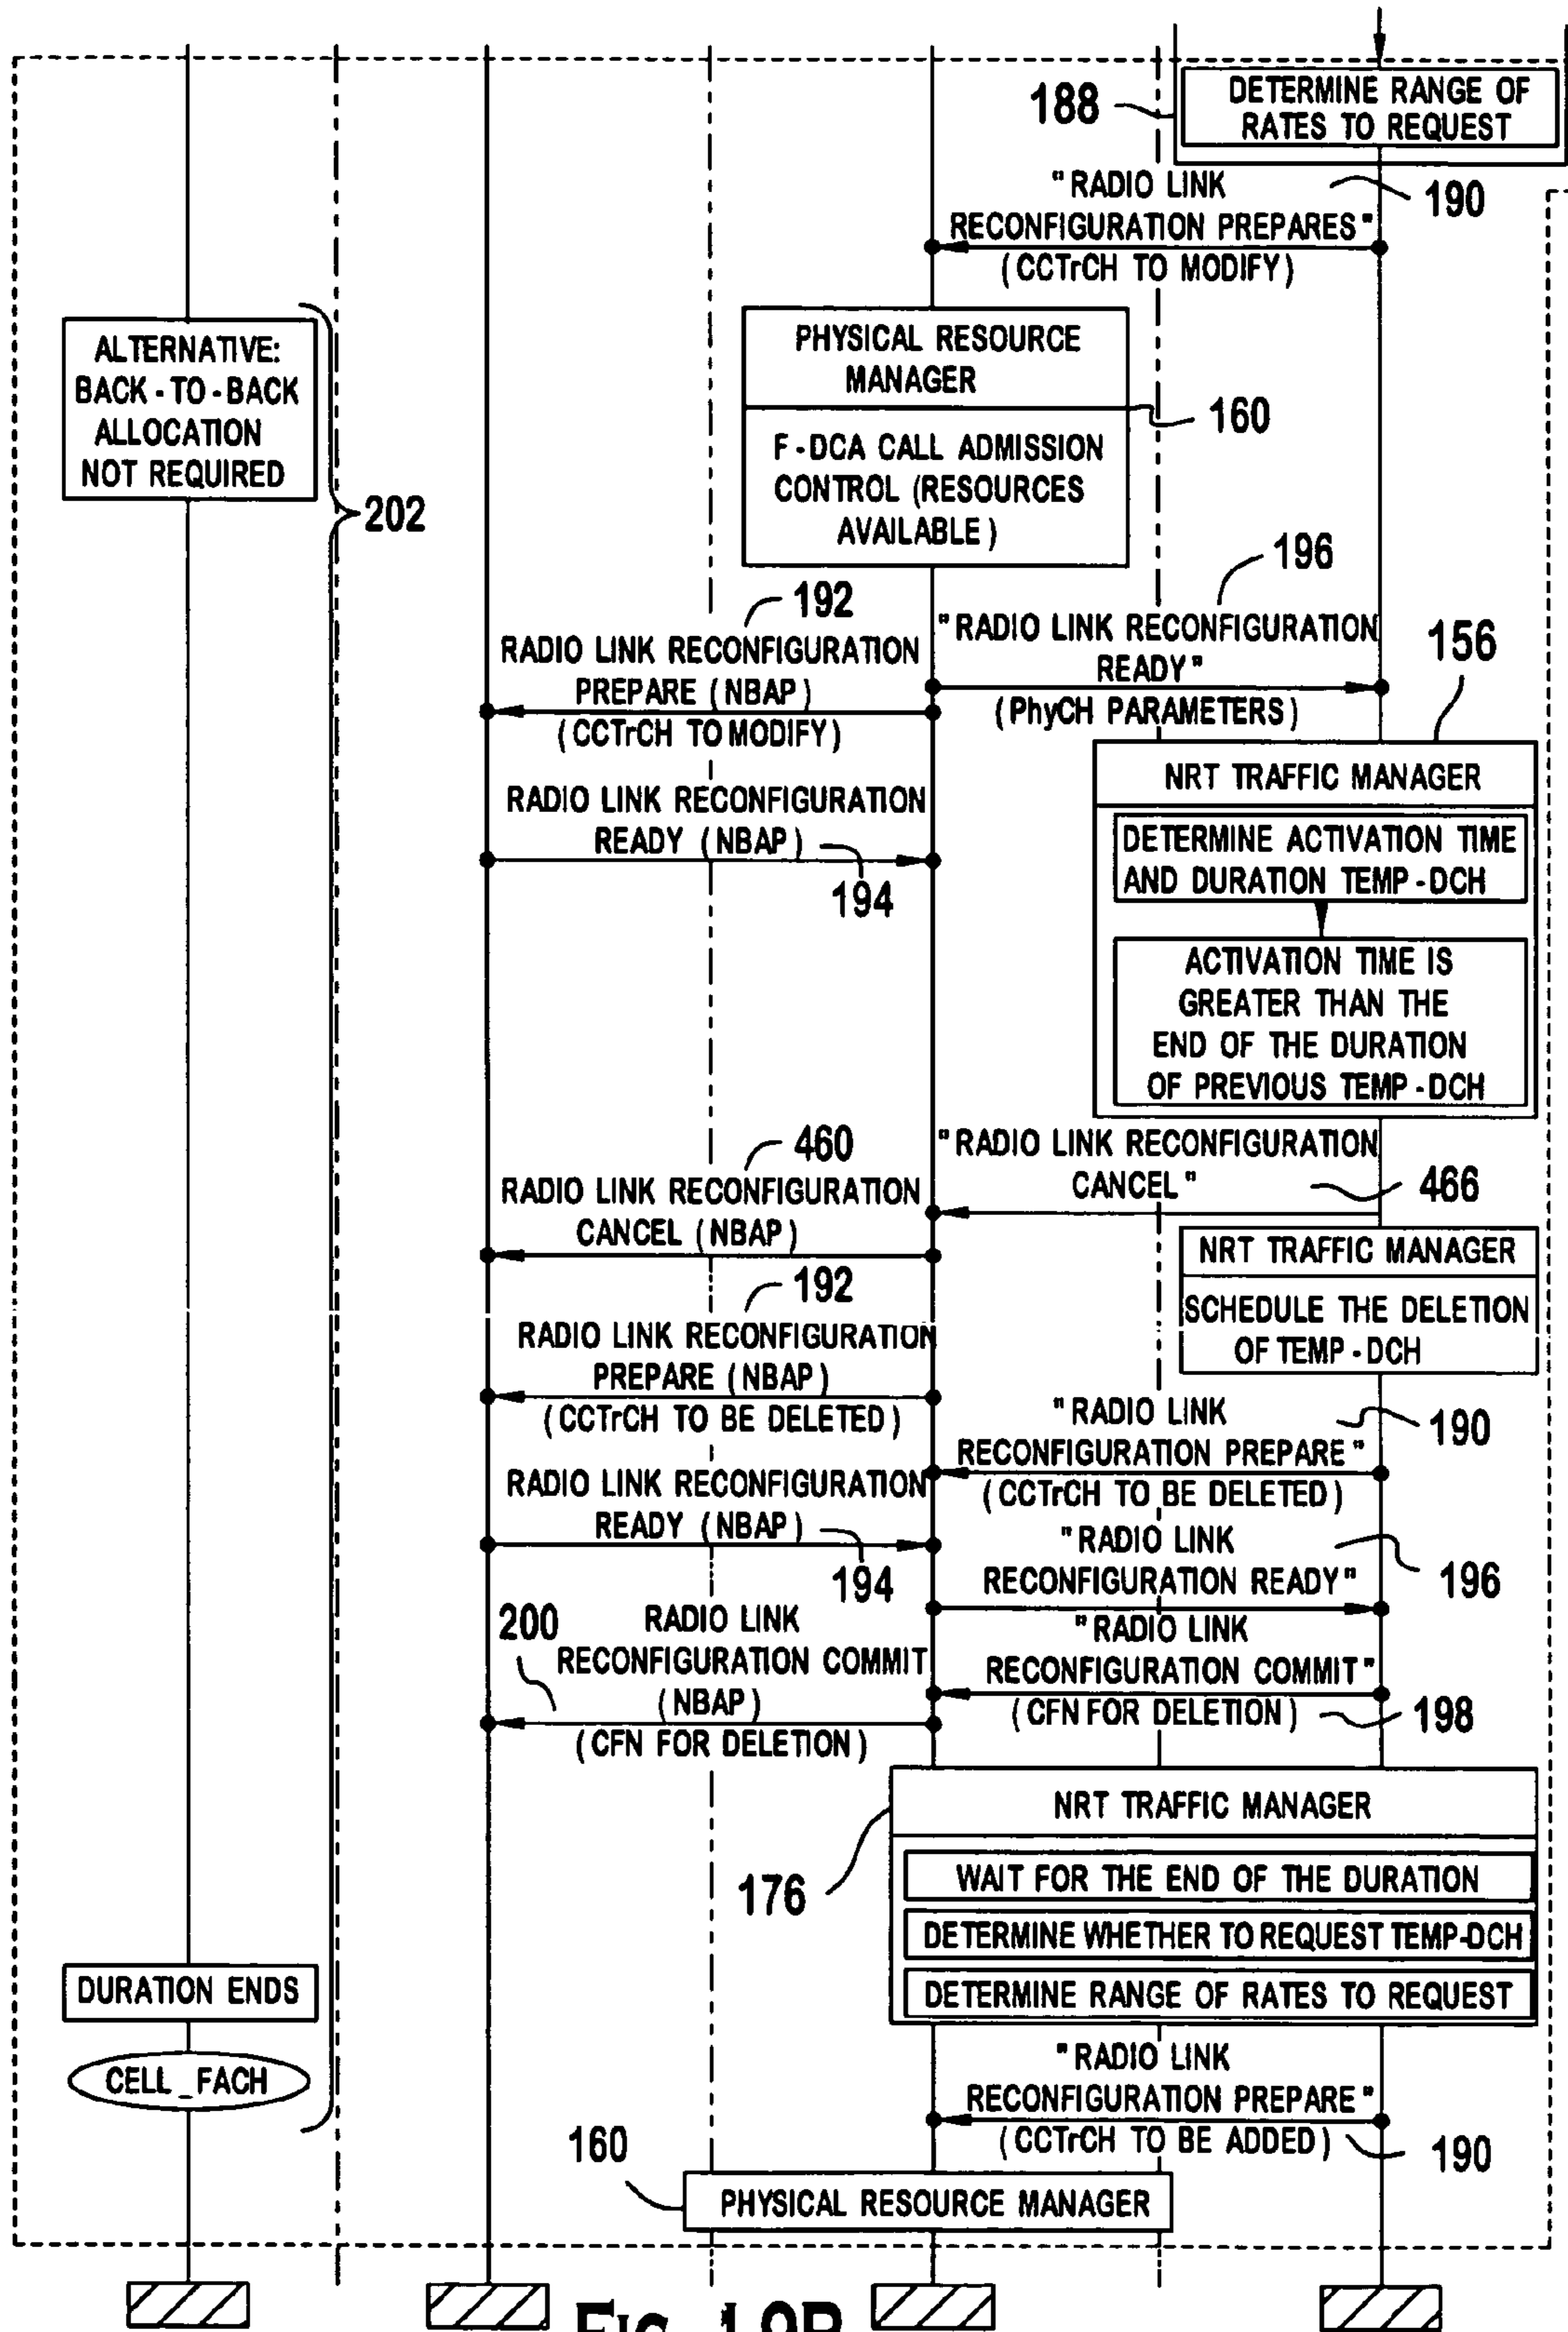 DETERMINE RANGE OF
RATES TO REQUEST
188
"RADIO LINK
RECONFIGURATION PREPARES"
(CCTrCH TO MODIFY)
190
ALTERNATIVE:
BACK-TO-BACK
ALLOCATION
NOT REQUIRED
202
PHYSICAL RESOURCE
MANAGER
F-DCA CALL ADMISSION
CONTROL (RESOURCES
AVAILABLE)
160
192
RADIO LINK RECONFIGURATION
PREPARE (NBAP)
(CCTrCH TO MODIFY)
196
"RADIO LINK RECONFIGURATION
READY"
(PhyCH PARAMETERS)
156
RADIO LINK RECONFIGURATION
READY (NBAP)
194
NRT TRAFFIC MANAGER
DETERMINE ACTIVATION TIME
AND DURATION TEMP-DCH
ACTIVATION TIME IS
GREATER THAN THE
END OF THE DURATION
OF PREVIOUS TEMP-DCH
460
RADIO LINK RECONFIGURATION
CANCEL (NBAP)
"RADIO LINK RECONFIGURATION
CANCEL"
466
NRT TRAFFIC MANAGER
SCHEDULE THE DELETION
OF TEMP-DCH
192
RADIO LINK RECONFIGURATION
PREPARE (NBAP)
(CCTrCH TO BE DELETED)
"RADIO LINK
RECONFIGURATION PREPARE"
(CCTrCH TO BE DELETED)
190
RADIO LINK RECONFIGURATION
READY (NBAP)
194
"RADIO LINK
RECONFIGURATION READY"
196
200
RADIO LINK
RECONFIGURATION COMMIT
(NBAP)
(CFN FOR DELETION)
"RADIO LINK
RECONFIGURATION COMMIT"
(CFN FOR DELETION)
198
NRT TRAFFIC MANAGER
WAIT FOR THE END OF THE DURATION
DETERMINE WHETHER TO REQUEST TEMP-DCH
DETERMINE RANGE OF RATES TO REQUEST
176
DURATION ENDS
CELL_FACH
"RADIO LINK
RECONFIGURATION PREPARE"
(CCTrCH TO BE ADDED)
190
160
PHYSICAL RESOURCE MANAGER